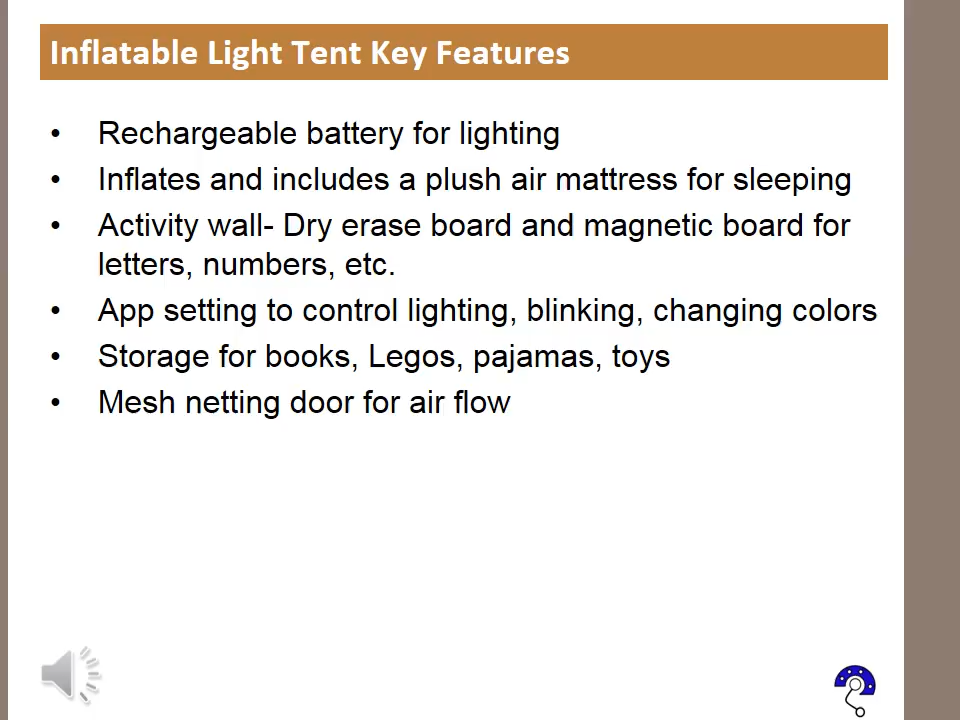 Inflatable Light Tent Key Features
• Rechargeable battery for lighting
• Inflates and includes a plush air mattress for sleeping
• Activity wall- Dry erase board and magnetic board for
letters, numbers, etc.
• App setting to control lighting, blinking, changing colors
• Storage for books, Legos, pajamas, toys
• Mesh netting door for air flow